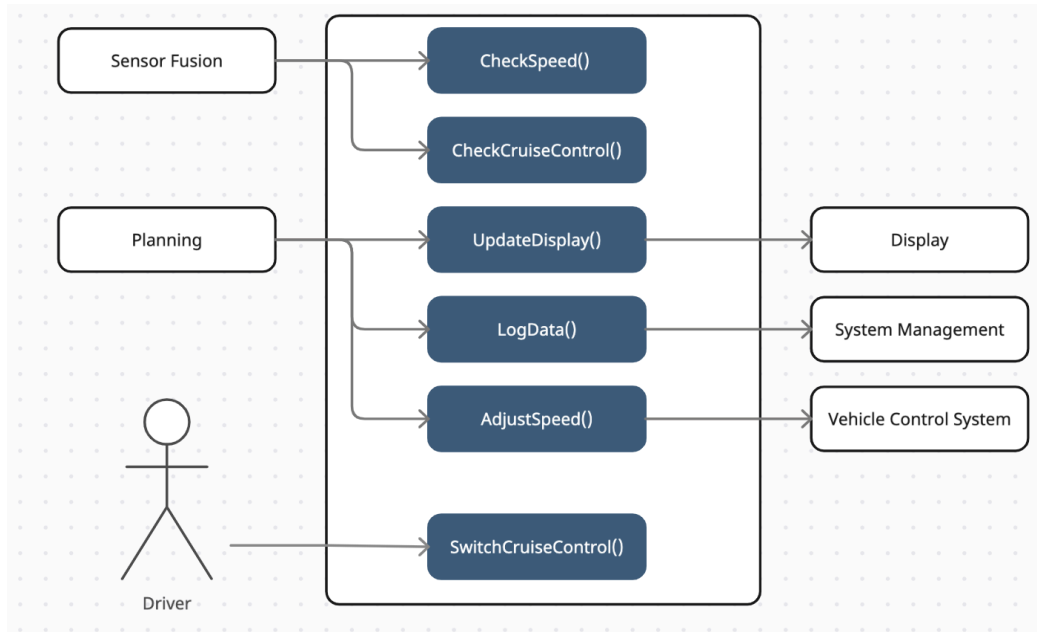 Sensor Fusion
CheckSpeed()
CheckCruiseControl()
Planning
UpdateDisplay()
Display
LogData()
System Management
AdjustSpeed()
Vehicle Control System
SwitchCruiseControl()
Driver